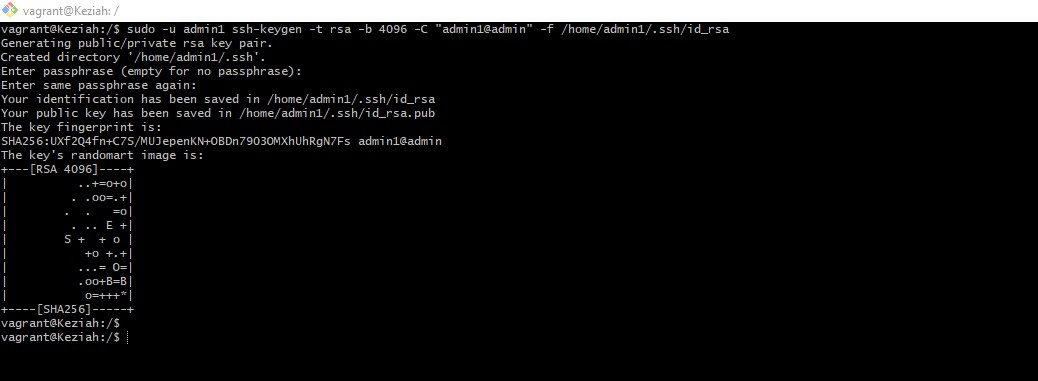 vagrant@Keziah: /
vagrant@Keziah:/$ sudo -u admin1 ssh-keygen -t rsa -b 4096 -C "admin1@admin" -f /home/admin1/.ssh/id_rsa
Generating public/private rsa key pair.
Created directory '/home/admin1/.ssh'.
Enter passphrase (empty for no passphrase):
Enter same passphrase again:
Your identification has been saved in /home/admin1/.ssh/id_rsa
Your public key has been saved in /home/admin1/.ssh/id_rsa.pub
The key fingerprint is:
SHA256:UXf2Q4fn+C7S/MUJepenKN+OBDn79O3OMXhUhRgN7Fs admin1@admin
The key's randomart image is:
+---[RSA 4096]----+
|          ..+=o+o|
|         . .oo=.+|
|        .  .   =o|
|         . .. E +|
|        S +  + o |
|           +o +.+|
|          ...= O=|
|          .oo+B=B|
|           o=+++*|
+----[SHA256]-----+
vagrant@Keziah:/$
vagrant@Keziah:/$